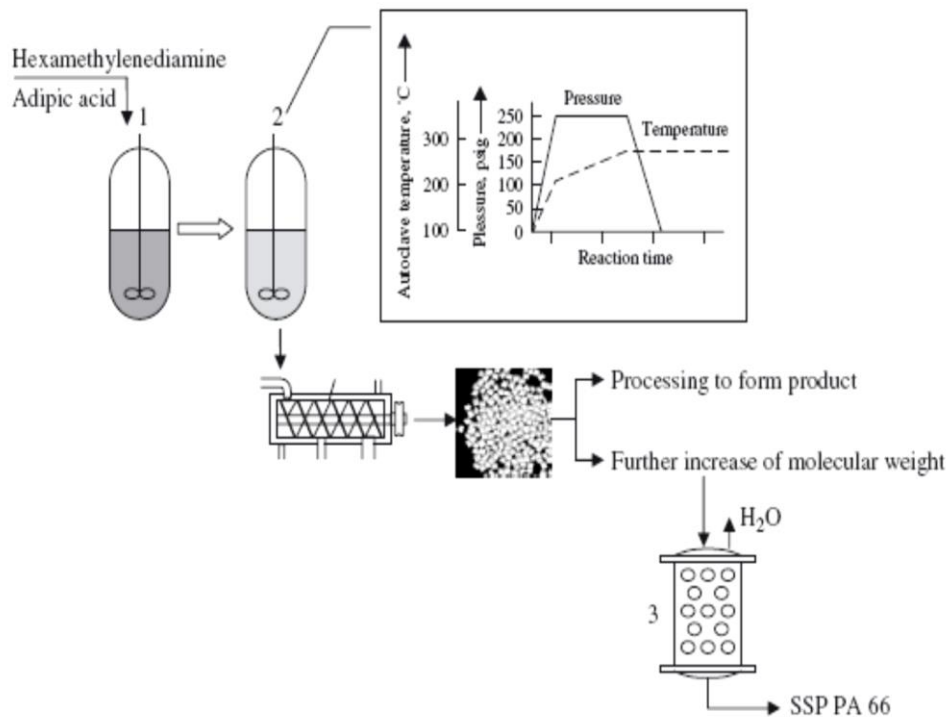 Hexamethylenediamine
Adipic acid
1
2
Autoclave temperature, °C
300
200
100
Plessure, psig
250
200
150
100
50
0
Pressure
Temperature
Reaction time
Processing to form product
Further increase of molecular weight
H₂O
3
SSP PA 66